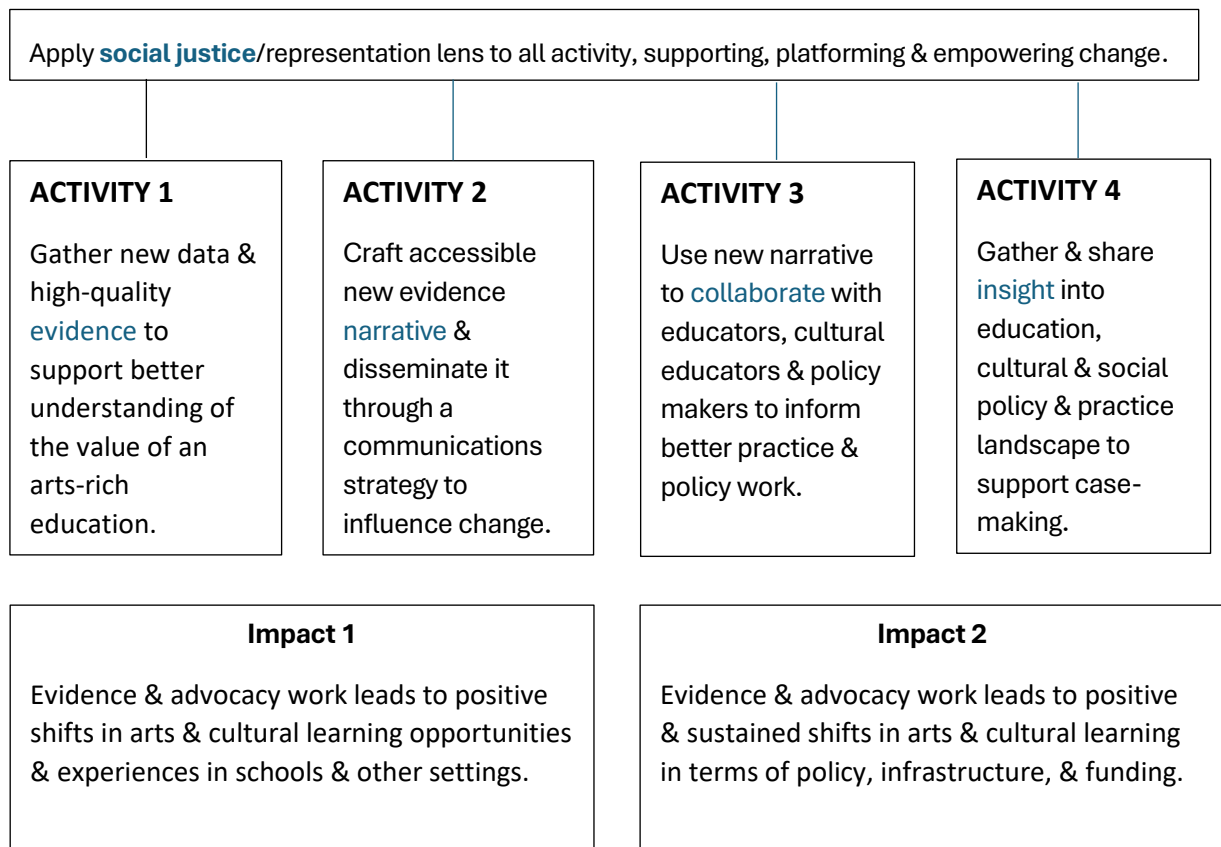 Apply social justice/representation lens to all activity, supporting, platforming & empowering change.
ACTIVITY 1
Gather new data &
high-quality
evidence to
support better
understanding of
the value of an
arts-rich
education.
ACTIVITY 2
Craft accessible
new evidence
narrative &
disseminate it
through a
communications
strategy to
influence change.
ACTIVITY 3
Use new narrative
to collaborate with
educators, cultural
educators & policy
makers to inform
better practice &
policy work.
ACTIVITY 4
Gather & share
insight into
education,
cultural & social
policy & practice
landscape to
support case-
making.
Impact 1
Evidence & advocacy work leads to positive
shifts in arts & cultural learning opportunities
& experiences in schools & other settings.
Impact 2
Evidence & advocacy work leads to positive
& sustained shifts in arts & cultural learning
in terms of policy, infrastructure, & funding.